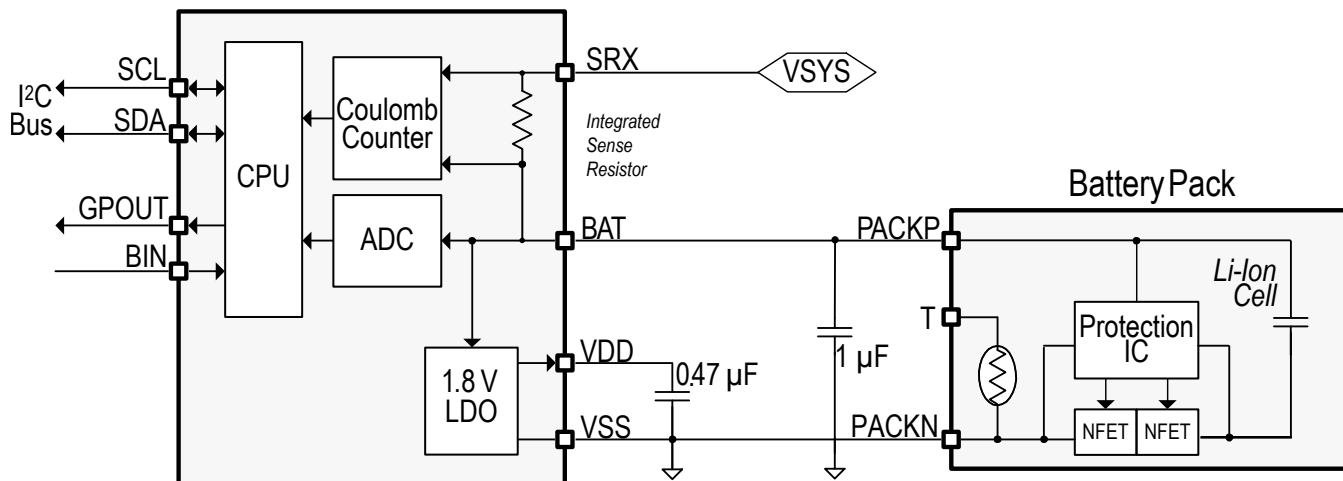 SCL
I²C
Bus
SDA
GPOUT
BIN
CPU
Coulomb
Counter
ADC
1.8 V
LDO
SRX
VSYS
Integrated
Sense
Resistor
BAT
VDD
0.47 µF
VSS
1 µF
Battery Pack
PACKP
T
PACKN
Li-Ion
Cell
Protection
IC
NFET NFET